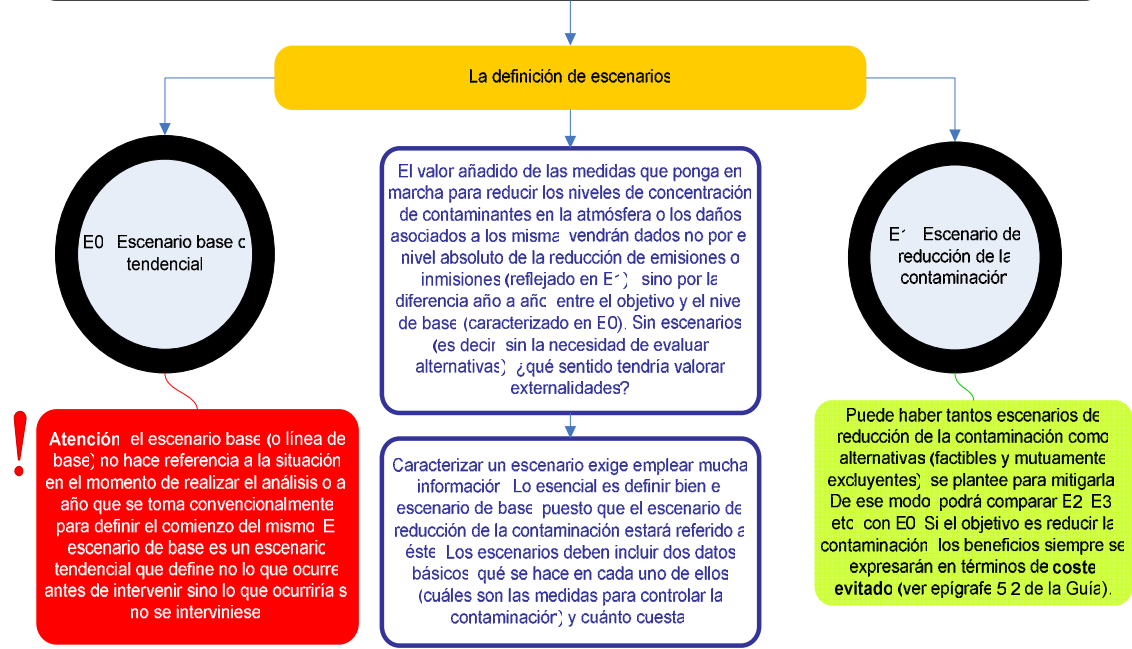 La definición de escenarios
E0 Escenario base o
tendencial
El valor añadido de las medidas que ponga en
marcha para reducir los niveles de concentración
de contaminantes en la atmósfera o los daños
asociados a los misma vendrán dados no por e
nivel absoluto de la reducción de emisiones o
inmisiones (reflejado en E1) sino por la
diferencia año a año entre el objetivo y el nive
de base (caracterizado en E0). Sin escenarios
(es decir sin la necesidad de evaluar
alternativas) ¿qué sentido tendría valorar
externalidades?
E1 Escenario de
reducción de la
contaminación
!
Atención el escenario base (o línea de
base) no hace referencia a la situación
en el momento de realizar el análisis o a
año que se toma convencionalmente
para definir el comienzo del mismo E
escenario de base es un escenario
tendencial que define no lo que ocurre
antes de intervenir sino lo que ocurriría s
no se interviniese
Caracterizar un escenario exige emplear mucha
información Lo esencial es definir bien e
escenario de base puesto que el escenario de
reducción de la contaminación estará referido a
éste Los escenarios deben incluir dos datos
básicos qué se hace en cada uno de ellos
(cuáles son las medidas para controlar la
contaminación) y cuánto cuesta
Puede haber tantos escenarios de
reducción de la contaminación como
alternativas (factibles y mutuamente
excluyentes) se plantee para mitigarla
De ese modo podrá comparar E2 E3
etc con E0 Si el objetivo es reducir la
contaminación los beneficios siempre se
expresarán en términos de coste
evitado (ver epígrafe 5 2 de la Guía).